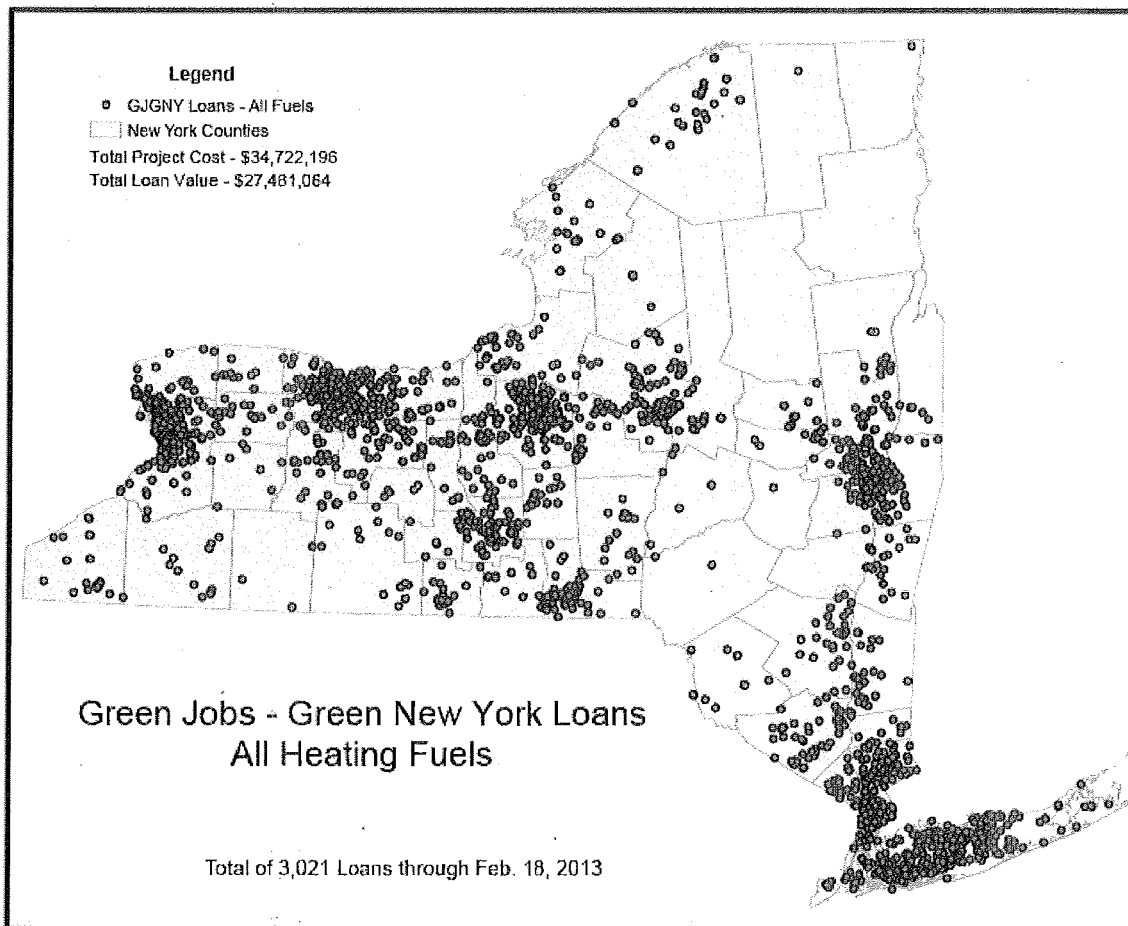 Legend
GJGNY Loans - All Fuels
New York Counties
Total Project Cost - $34,722,196
Total Loan Value - $27,481,064
Green Jobs - Green New York Loans
All Heating Fuels
Total of 3,021 Loans through Feb. 18, 2013